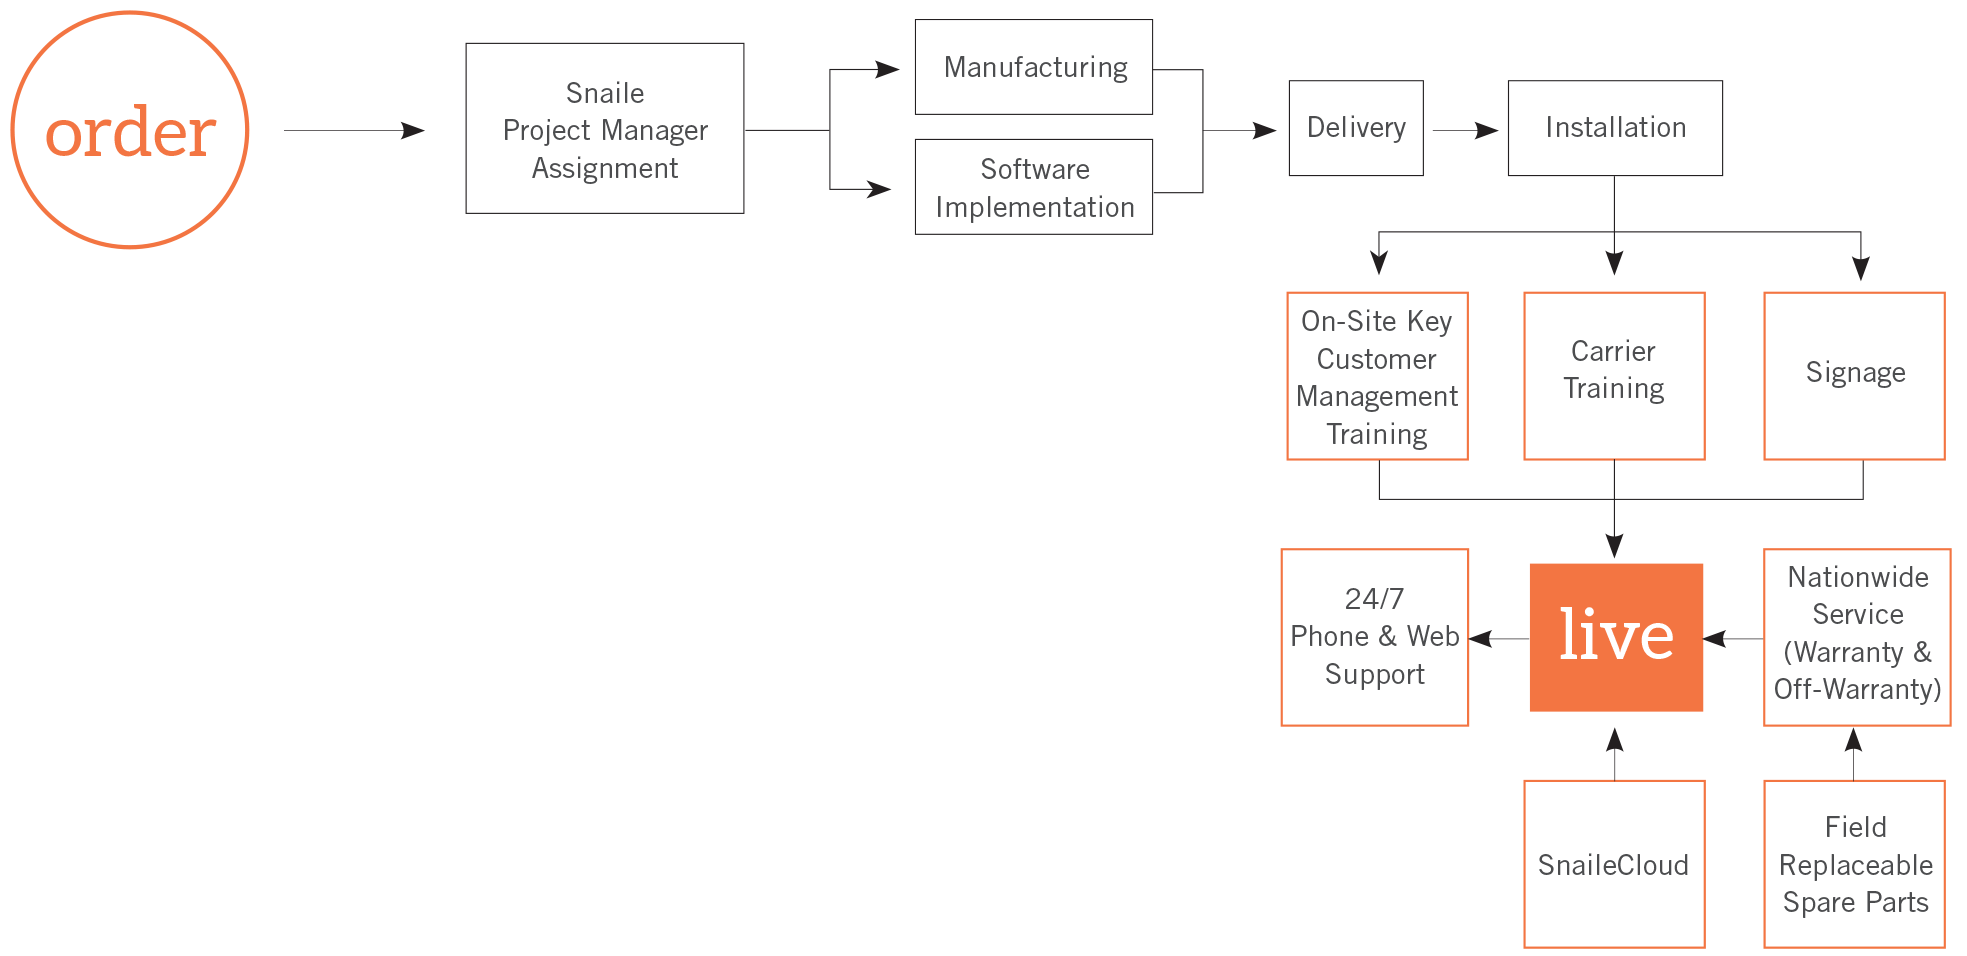 order
Snaile
Project Manager
Assignment
Manufacturing
Software
Implementation
Delivery
Installation
On-Site Key
Customer
Management
Training
Carrier
Training
Signage
24/7
Phone & Web
Support
live
Nationwide
Service
(Warranty &
Off-Warranty)
SnaileCloud
Field
Replaceable
Spare Parts